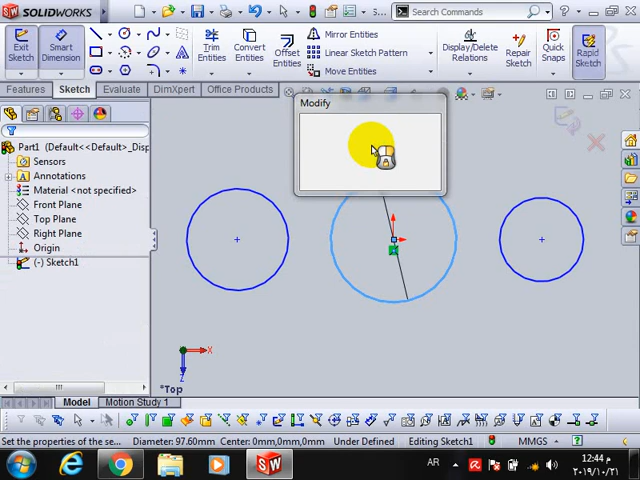 SOLIDWORKS
Search Commands
Exit Sketch
Smart Dimension
Trim Entities
Convert Entities
Offset Entities
Mirror Entities
Linear Sketch Pattern
Move Entities
Display/Delete Relations
Repair Sketch
Quick Snaps
Rapid Sketch
Features
Sketch
Evaluate
DimXpert
Office Products
Modify
Part1 (Default<<Default>_Disp
Sensors
Annotations
Material <not specified>
Front Plane
Top Plane
Right Plane
Origin
(-) Sketch1
X
Z
*Top
Model
Motion Study 1
Set the properties of the se...
Diameter: 97.60mm
Center: 0mm,0mm,0mm
Under Defined
Editing Sketch1
MMGS
AR
12:44 م
٢٠١٩/١٠/٢١